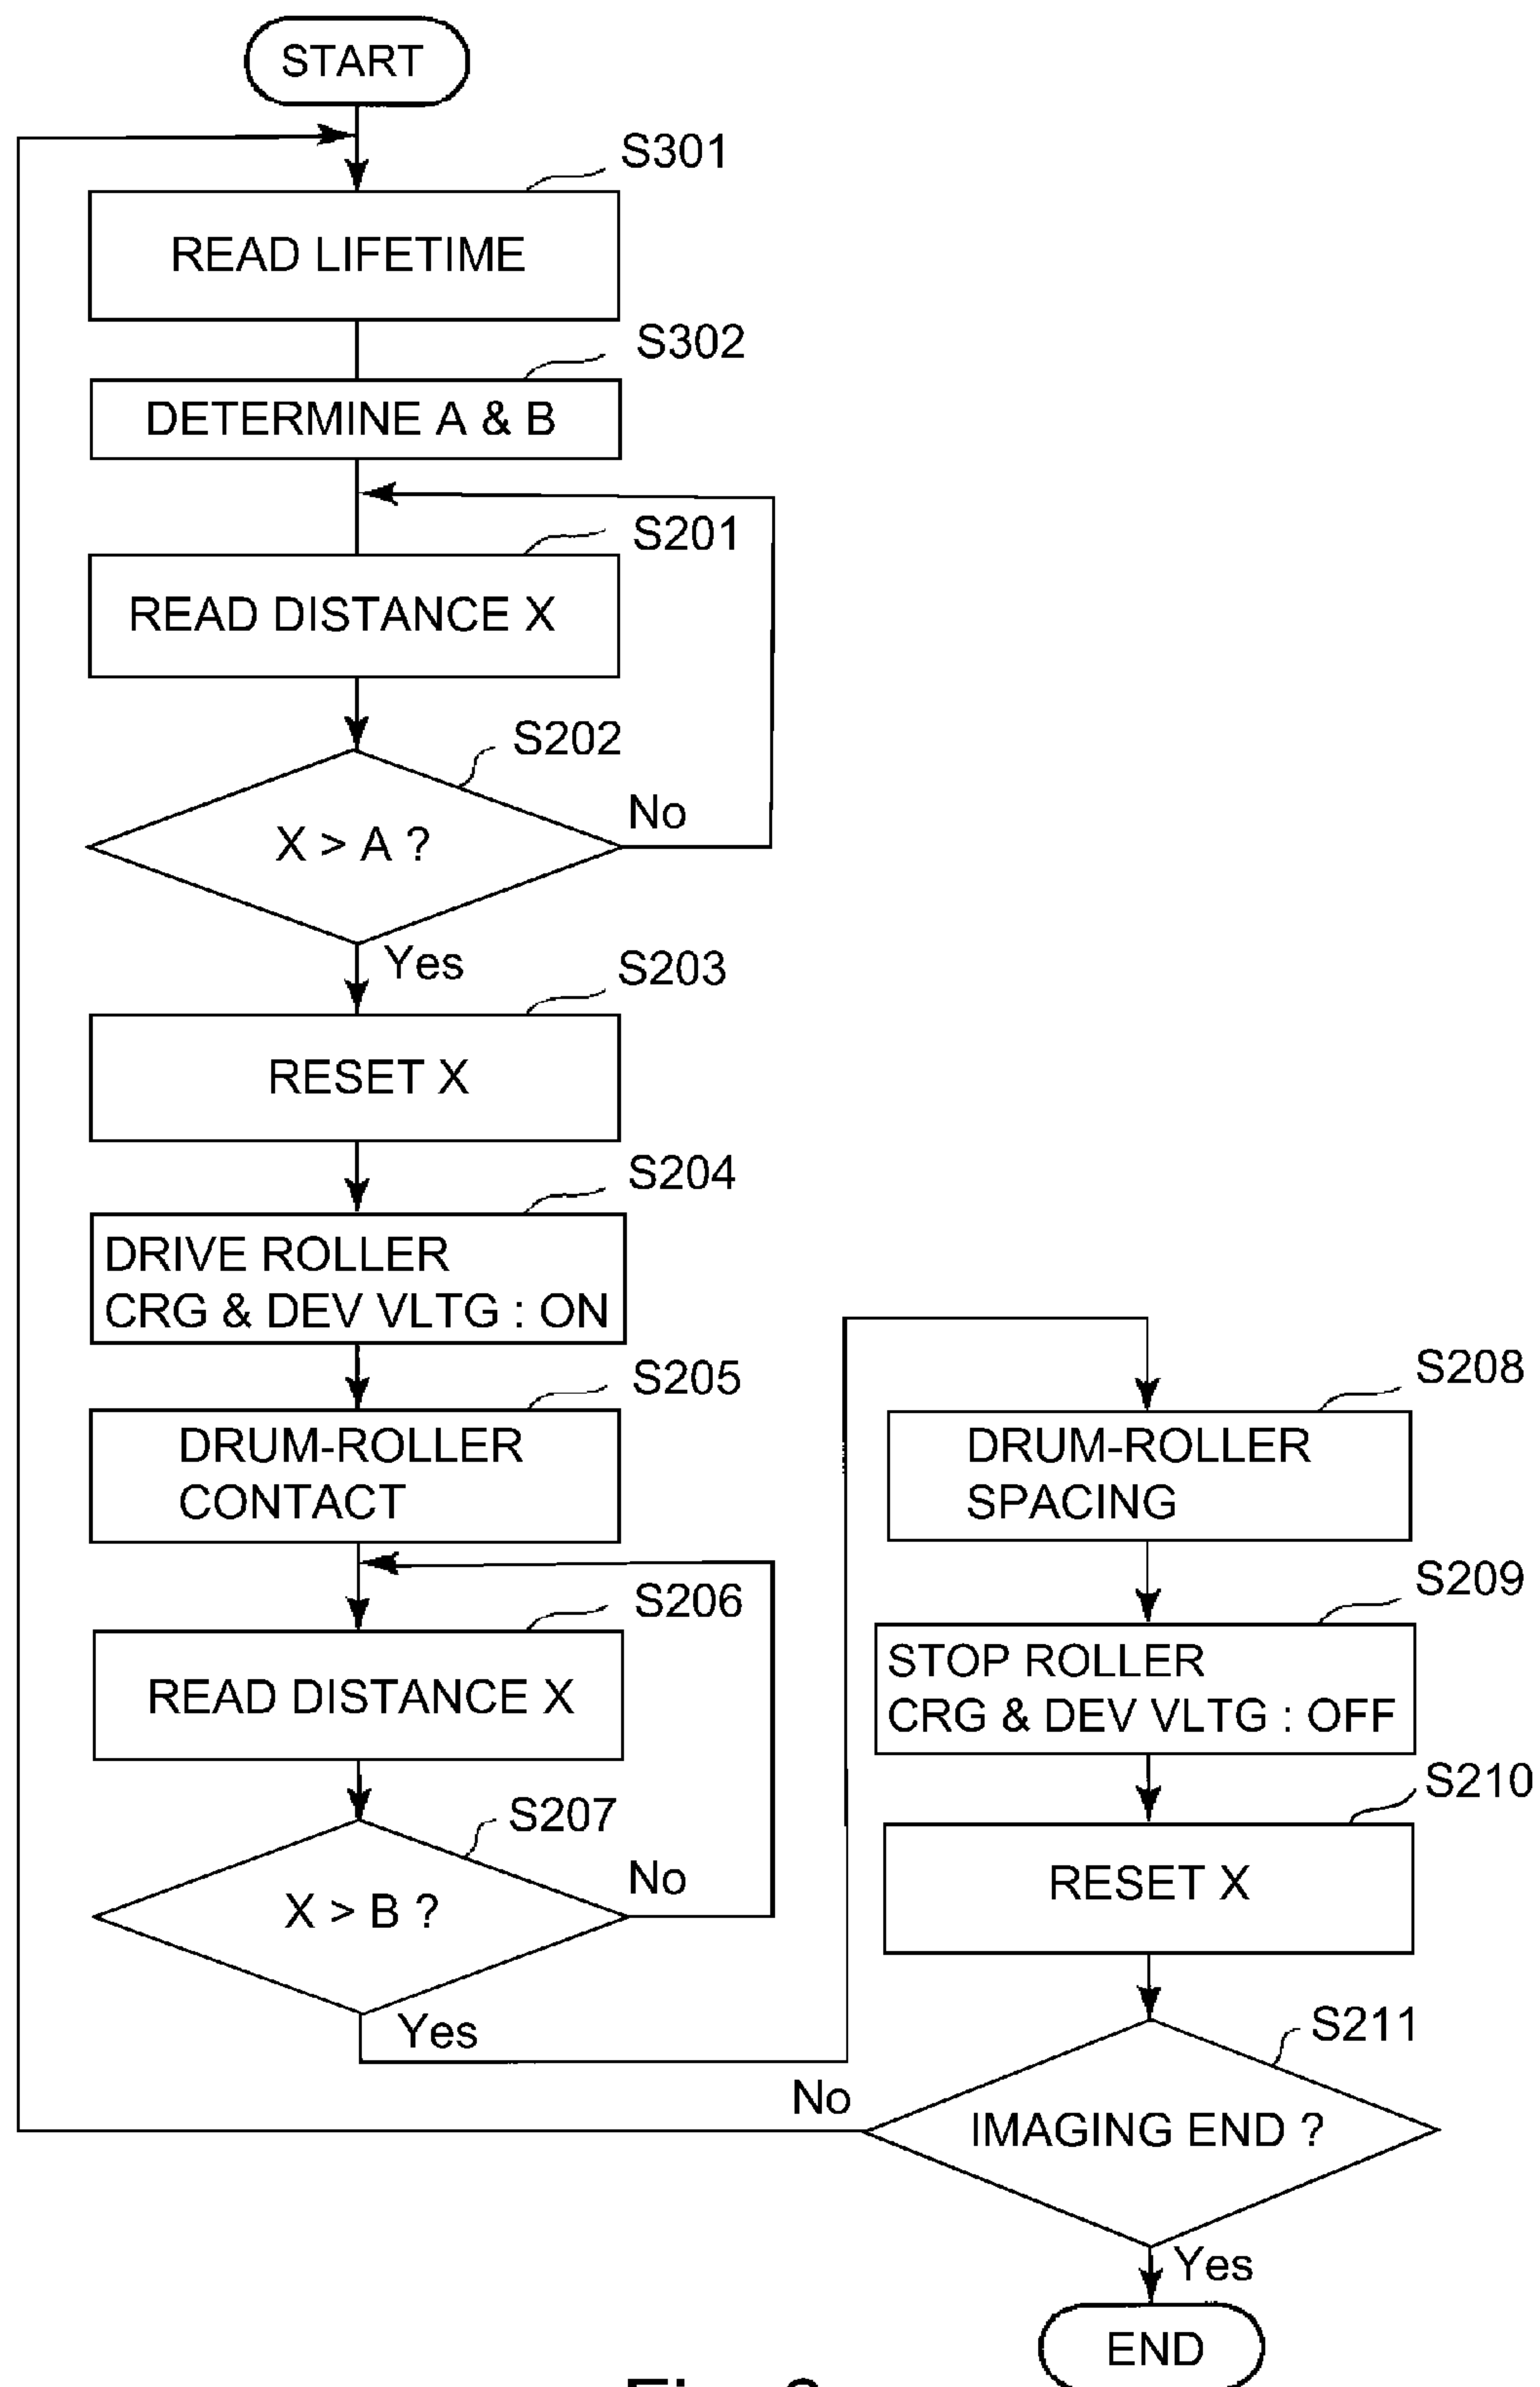 START
S301
READ LIFETIME
S302
DETERMINE A & B
S201
READ DISTANCE X
S202
X > A ?
No
Yes
S203
RESET X
S204
DRIVE ROLLER
CRG & DEV VLTG : ON
S205
DRUM-ROLLER
CONTACT
S206
READ DISTANCE X
S207
X > B ?
No
Yes
S208
DRUM-ROLLER
SPACING
S209
STOP ROLLER
CRG & DEV VLTG : OFF
S210
RESET X
S211
IMAGING END ?
No
Yes
END